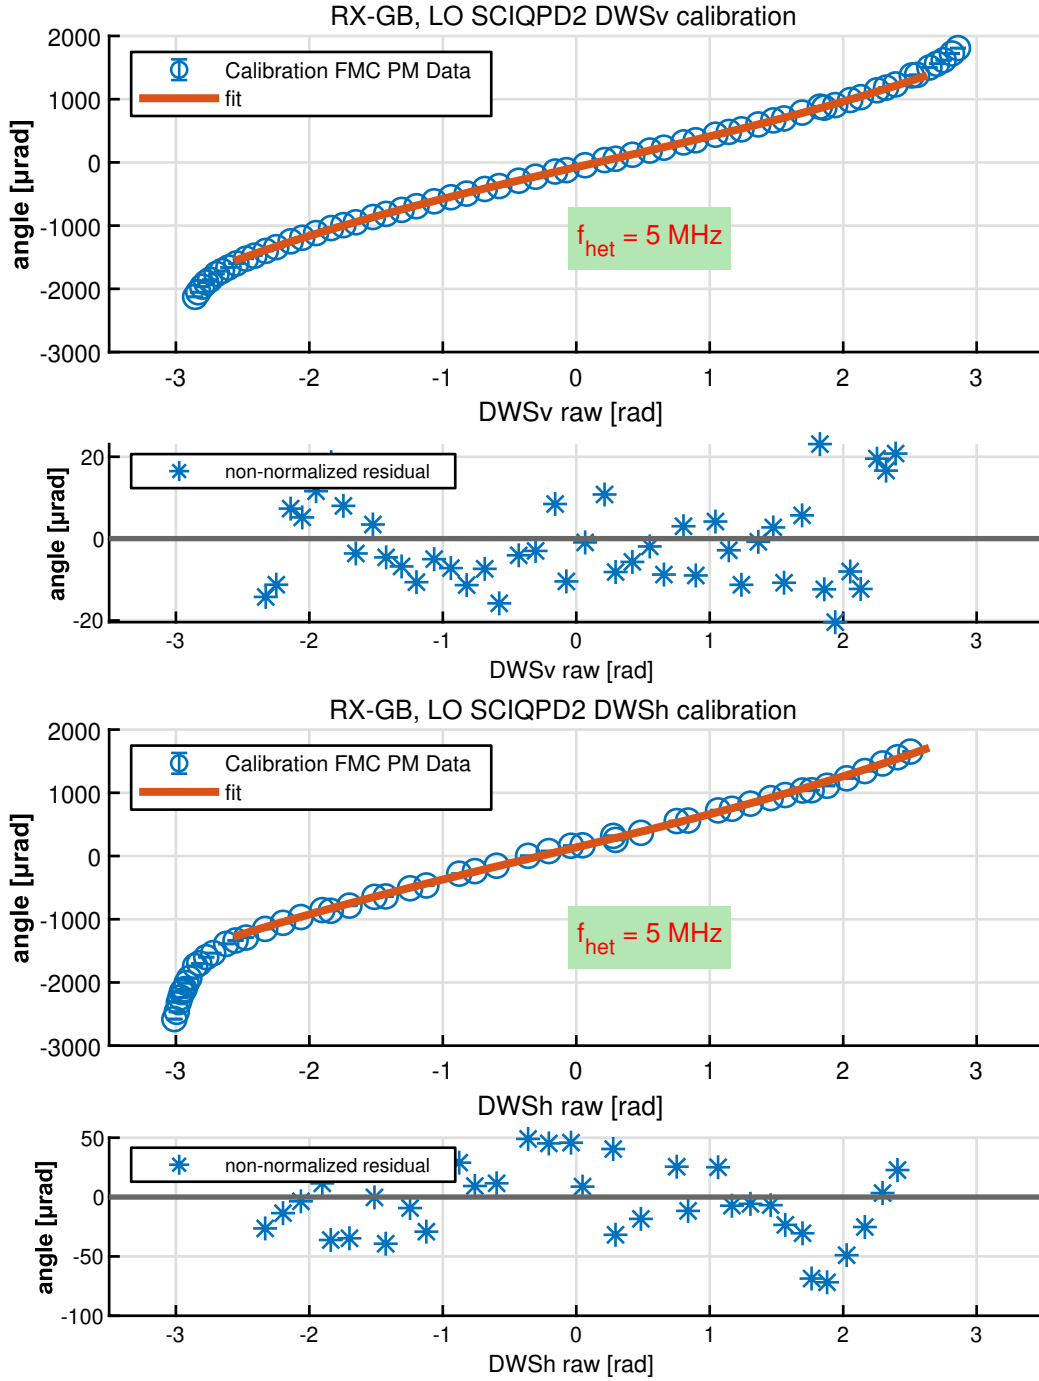 RX-GB, LO SCIQPD2 DWSv calibration
2000
1000
0
-1000
-2000
-3000
angle [µrad]
Calibration FMC PM Data
fit
f_het = 5 MHz
-3 -2 -1 0 1 2 3
DWSv raw [rad]
20
0
-20
angle [µrad]
non-normalized residual
-3 -2 -1 0 1 2 3
DWSv raw [rad]
RX-GB, LO SCIQPD2 DWSh calibration
2000
1000
0
-1000
-2000
-3000
angle [µrad]
Calibration FMC PM Data
fit
f_het = 5 MHz
-3 -2 -1 0 1 2 3
DWSh raw [rad]
50
0
-50
-100
angle [µrad]
non-normalized residual
-3 -2 -1 0 1 2 3
DWSh raw [rad]